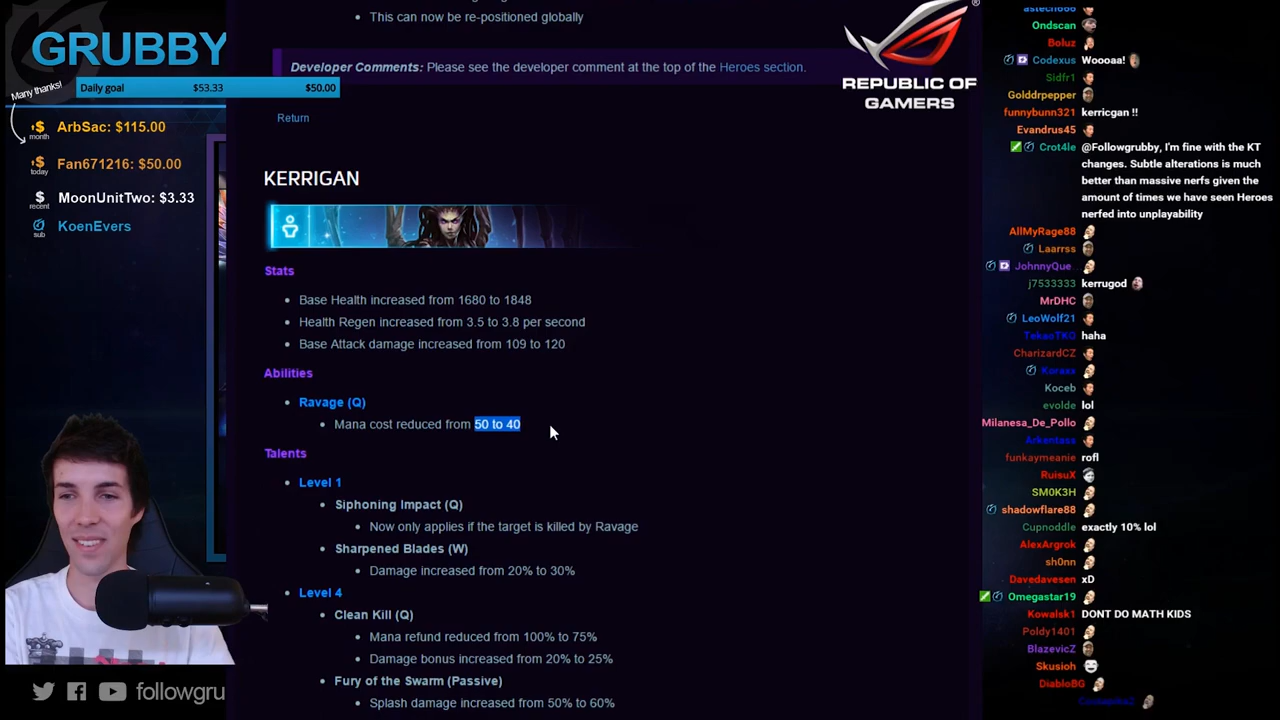 This can now be re-positioned globally
GRUBBY
Many thanks!
Daily goal $53.33 $50.00
$ month ArbSac: $115.00
$ today Fan671216: $50.00
$ recent MoonUnitTwo: $3.33
sub KoenEvers
followgru
Developer Comments: Please see the developer comment at the top of the Heroes section.
Return
KERRIGAN
Stats
Base Health increased from 1680 to 1848
Health Regen increased from 3.5 to 3.8 per second
Base Attack damage increased from 109 to 120
Abilities
Ravage (Q)
Mana cost reduced from 50 to 40
Talents
Level 1
Siphoning Impact (Q)
Now only applies if the target is killed by Ravage
Sharpened Blades (W)
Damage increased from 20% to 30%
Level 4
Clean Kill (Q)
Mana refund reduced from 100% to 75%
Damage bonus increased from 20% to 25%
Fury of the Swarm (Passive)
Splash damage increased from 50% to 60%
REPUBLIC OF
GAMERS
Ondscan
Boluz
Codexus Woooaa!
Sidfr1
Golddrpepper
funnybunn321 kerricgan !!
Evandrus45
Crot4le @Followgrubby, I'm fine with the KT
changes. Subtle alterations is much
better than massive nerfs given the
amount of times we have seen Heroes
nerfed into unplayability
AllMyRage88
Laarrss
JohnnyQue...
j7533333 kerrugod
MrDHC
LeoWolf21
TekaoTKO haha
CharizardCZ
Koraxx
Koceb
evolde lol
Milanesa_De_Pollo
Arkentass
funkaymeanie rofl
RuisuX
SM0K3H
shadowflare88
Cupnoddle exactly 10% lol
AlexArgrok
sh0nn
Davedavesen xD
Omegastar19
Kowalsk1 DONT DO MATH KIDS
Poldy1401
BlazevicZ
Skusioh
DiabloBG